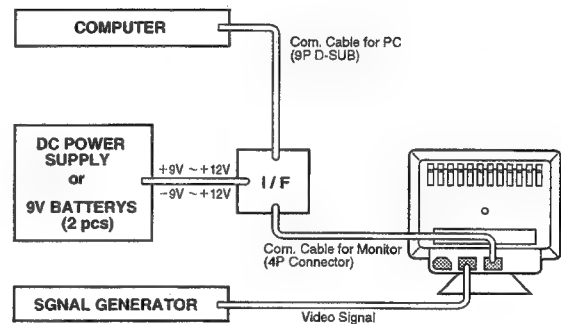 COMPUTER
Com. Cable for PC
(9P D-SUB)
DC POWER
SUPPLY
or
9V BATTERYS
(2 pcs)
+9V ~ +12V
-9V ~ +12V
I / F
Com. Cable for Monitor
(4P Connector)
SGNAL GENERATOR
Video Signal